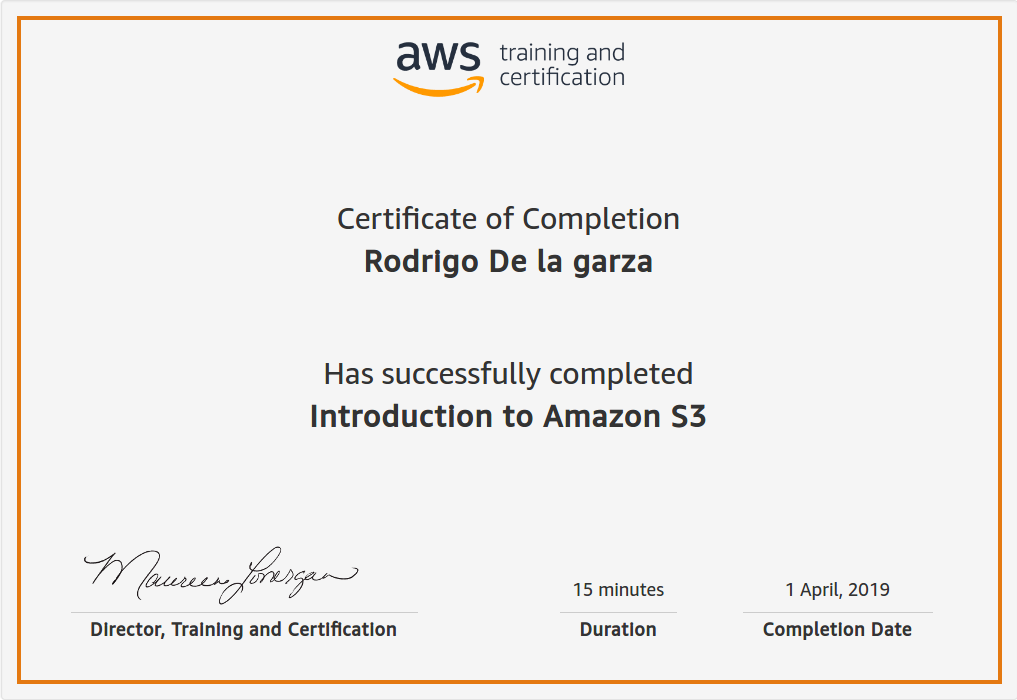 aws training and
certification
Certificate of Completion
Rodrigo De la garza
Has successfully completed
Introduction to Amazon S3
Maureen Lonergan
15 minutes
1 April, 2019
Director, Training and Certification
Duration
Completion Date